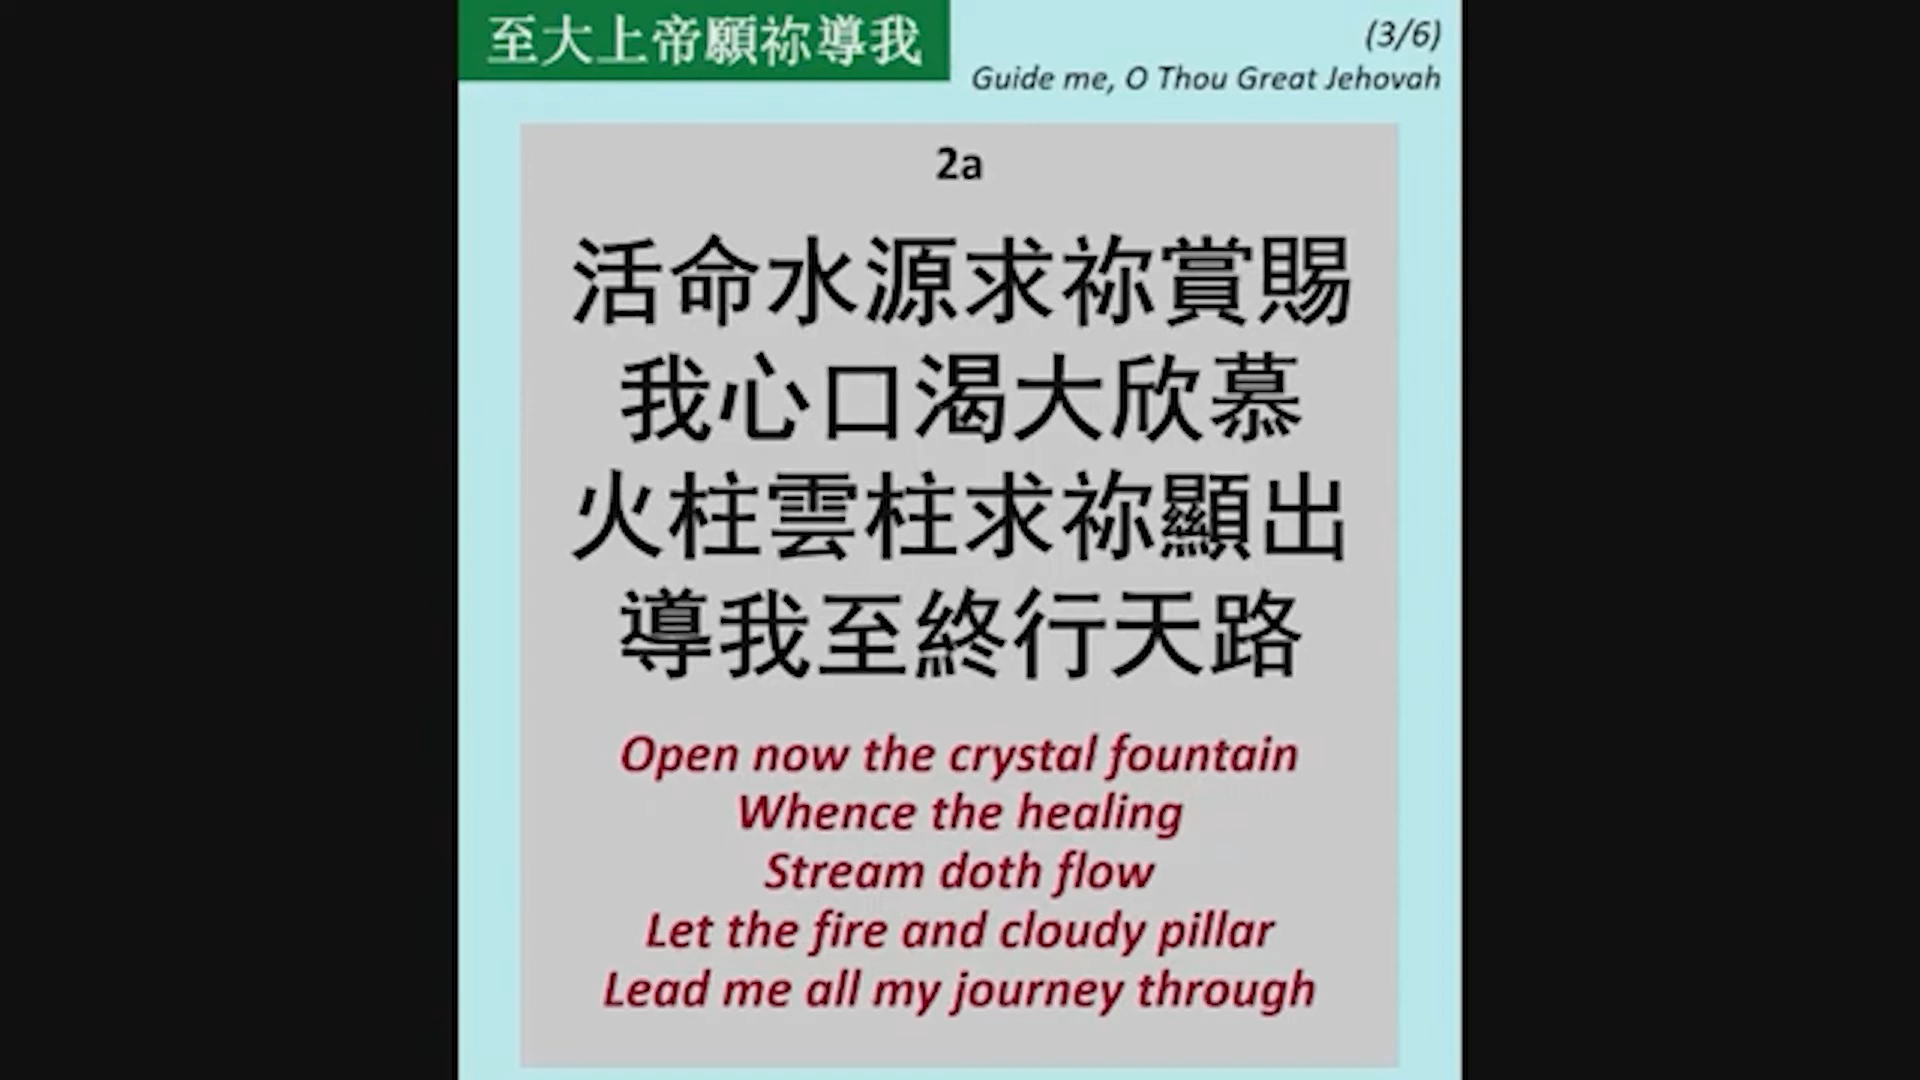 至大上帝願祢導我
(3/6)
Guide me, O Thou Great Jehovah
2a
活命水源求祢賞賜
我心口渴大欣慕
火柱雲柱求祢顯出
導我至終行天路
Open now the crystal fountain
Whence the healing
Stream doth flow
Let the fire and cloudy pillar
Lead me all my journey through